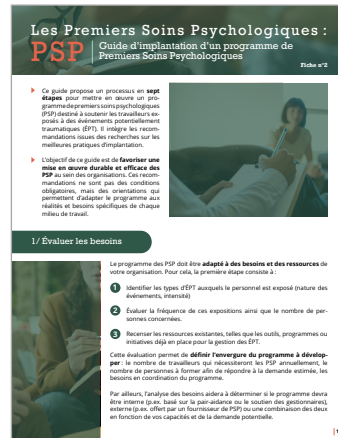 Les Premiers Soins Psychologiques :
PSP
Guide d'implantation d'un programme de
Premiers Soins Psychologiques
Fiche n°2
Ce guide propose un processus en sept
étapes pour mettre en œuvre un pro-
gramme de premiers soins psychologiques
(PSP) destiné à soutenir les travailleurs ex-
posés à des événements potentiellement
traumatiques (ÉPT). Il intègre les recom-
mandations issues des recherches sur les
meilleures pratiques d'implantation.
L'objectif de ce guide est de favoriser une
mise en œuvre durable et efficace des
PSP au sein des organisations. Ces recom-
mandations ne sont pas des conditions
obligatoires, mais des orientations qui
permettent d'adapter le programme aux
réalités et besoins spécifiques de chaque
milieu de travail.
1/ Évaluer les besoins
Le programme des PSP doit être adapté à des besoins et des ressources de
votre organisation. Pour cela, la première étape consiste à :
1 Identifier les types d'ÉPT auxquels le personnel est exposé (nature des
événements, intensité)
2 Évaluer la fréquence de ces expositions ainsi que le nombre de per-
sonnes concernées.
3 Recenser les ressources existantes, telles que les outils, programmes ou
initiatives déjà en place pour la gestion des ÉPT.
Cette évaluation permet de définir l'envergure du programme à dévelop-
per : le nombre de travailleurs qui nécessiteront les PSP annuellement, le
nombre de personnes à former afin de répondre à la demande estimée, les
besoins en coordination du programme.
Par ailleurs, l'analyse des besoins aidera à déterminer si le programme devra
être interne (p.ex. basé sur la pair-aidance ou le soutien des gestionnaires),
externe (p.ex. offert par un fournisseur de PSP) ou une combinaison des deux
en fonction de vos capacités et de la demande potentielle.
1